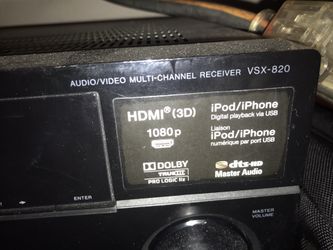 AUDIO/VIDEO MULTI-CHANNEL RECEIVER VSX-820
HDMI® (3D)
1080p
iPod/iPhone
Digital playback via USB
Liaison
iPod/iPhone
numérique par port USB
DOLBY
TRUEHD
PRO LOGIC IIx
dts-HD
Master Audio
ENTER
MASTER
VOLUME